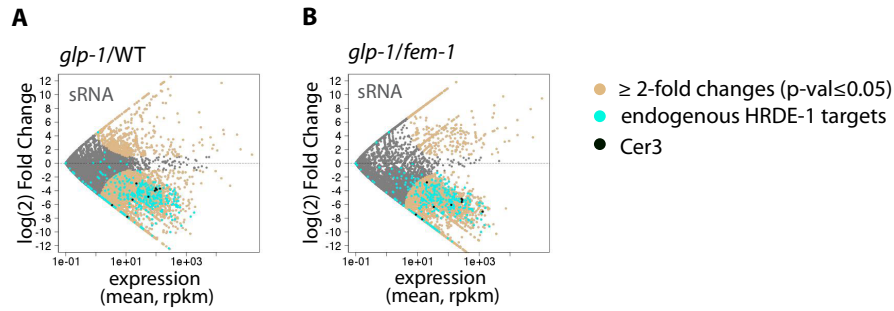 A
glp-1/WT
sRNA
log(2) Fold Change
12
10
8
6
4
2
0
-2
-4
-6
-8
-10
-12
1e-01
1e+01
1e+03
expression
(mean, rpkm)
B
glp-1/fem-1
sRNA
log(2) Fold Change
12
10
8
6
4
2
0
-2
-4
-6
-8
-10
-12
1e-01
1e+01
1e+03
expression
(mean, rpkm)
≥ 2-fold changes (p-val≤0.05)
endogenous HRDE-1 targets
Cer3